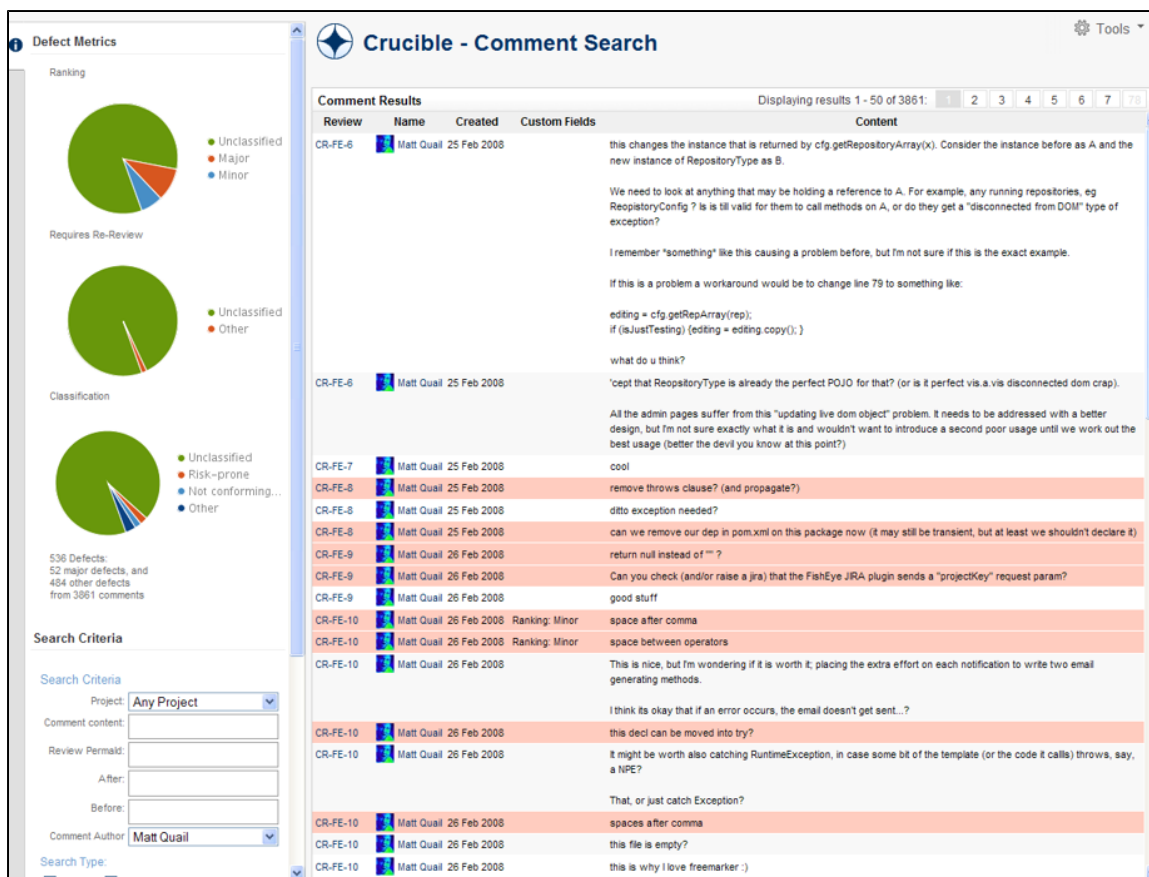 Defect Metrics
Ranking
Unclassified
Major
Minor
Requires Re-Review
Unclassified
Other
Classification
Unclassified
Risk-prone
Not conforming...
Other
536 Defects:
52 major defects, and
484 other defects
from 3861 comments
Search Criteria
Search Criteria
Project: Any Project
Comment content:
Review PermaId:
After:
Before:
Comment Author Matt Quail
Search Type:
Crucible - Comment Search
Tools
Comment Results Displaying results 1 - 50 of 3861: 1 2 3 4 5 6 7 78
Review Name Created Custom Fields Content
CR-FE-6 Matt Quail 25 Feb 2008 this changes the instance that is returned by cfg.getRepositoryArray(x). Consider the instance before as A and the
new instance of RepositoryType as B.
We need to look at anything that may be holding a reference to A. For example, any running repositories, eg
ReopistoryConfig ? Is is till valid for them to call methods on A, or do they get a "disconnected from DOM" type of
exception?
I remember *something* like this causing a problem before, but I'm not sure if this is the exact example.
If this is a problem a workaround would be to change line 79 to something like:
editing = cfg.getRepArray(rep);
if (isJustTesting) {editing = editing.copy(); }
what do u think?
CR-FE-6 Matt Quail 25 Feb 2008 'cept that ReopsitoryType is already the perfect POJO for that? (or is it perfect vis.a.vis disconnected dom crap).
All the admin pages suffer from this "updating live dom object" problem. It needs to be addressed with a better
design, but I'm not sure exactly what it is and wouldn't want to introduce a second poor usage until we work out the
best usage (better the devil you know at this point?)
CR-FE-7 Matt Quail 25 Feb 2008 cool
CR-FE-8 Matt Quail 25 Feb 2008 remove throws clause? (and propagate?)
CR-FE-8 Matt Quail 25 Feb 2008 ditto exception needed?
CR-FE-8 Matt Quail 25 Feb 2008 can we remove our dep in pom.xml on this package now (it may still be transient, but at least we shouldn't declare it)
CR-FE-9 Matt Quail 26 Feb 2008 return null instead of "" ?
CR-FE-9 Matt Quail 26 Feb 2008 Can you check (and/or raise a jira) that the FishEye JIRA plugin sends a "projectKey" request param?
CR-FE-9 Matt Quail 26 Feb 2008 good stuff
CR-FE-10 Matt Quail 26 Feb 2008 Ranking: Minor space after comma
CR-FE-10 Matt Quail 26 Feb 2008 Ranking: Minor space between operators
CR-FE-10 Matt Quail 26 Feb 2008 This is nice, but I'm wondering if it is worth it; placing the extra effort on each notification to write two email
generating methods.
I think its okay that if an error occurs, the email doesn't get sent...?
CR-FE-10 Matt Quail 26 Feb 2008 this decl can be moved into try?
CR-FE-10 Matt Quail 26 Feb 2008 it might be worth also catching RuntimeException, in case some bit of the template (or the code it callls) throws, say,
a NPE?
That, or just catch Exception?
CR-FE-10 Matt Quail 26 Feb 2008 spaces after comma
CR-FE-10 Matt Quail 26 Feb 2008 this file is empty?
CR-FE-10 Matt Quail 26 Feb 2008 this is why I love freemarker :)